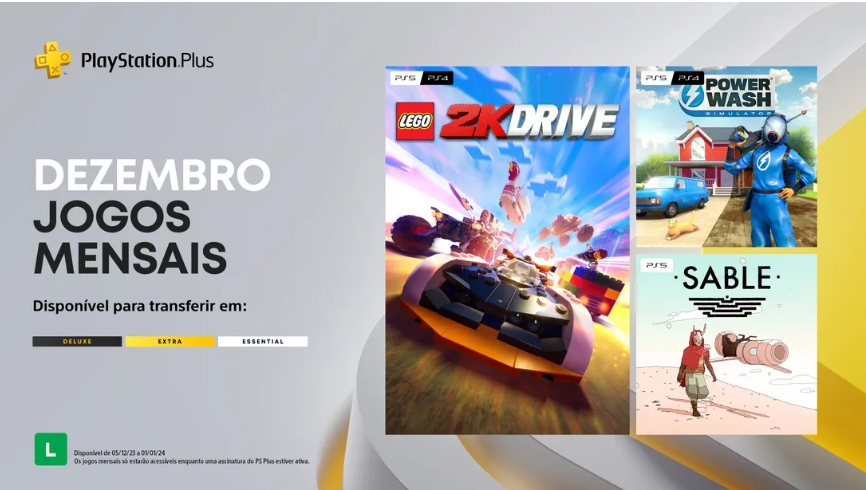 PlayStation.Plus
DEZEMBRO
JOGOS
MENSAIS
Disponível para transferir em:
DELUXE EXTRA ESSENTIAL
L
Disponível de 05/12/23 a 01/01/24
Os jogos mensais só estarão acessíveis enquanto uma assinatura do PS Plus estiver ativa.
PS5 PS4
LEGO 2KDRIVE
PS5 PS4
POWER
WASH
SIMULATOR
PS5
·SABLE·